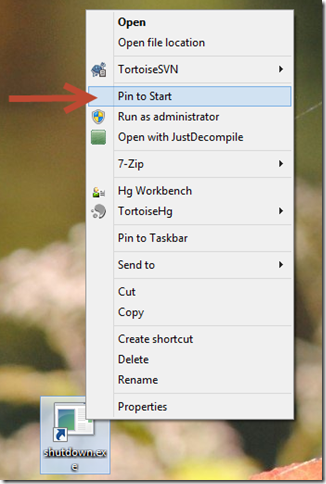 Open
Open file location
TortoiseSVN
Pin to Start
Run as administrator
Open with JustDecompile
7-Zip
Hg Workbench
TortoiseHg
Pin to Taskbar
Send to
Cut
Copy
Create shortcut
Delete
Rename
Properties
shutdown.ex
e